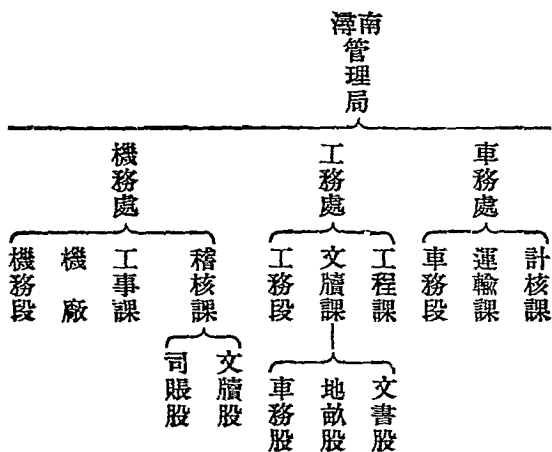 南潯管理局
車務處
工務處
機務處
計核課
運輸課
車務段
工程課
文牘課
工務段
稽核課
工事課
機廠
機務段
文書股
地畝股
車務股
文牘股
司賬股